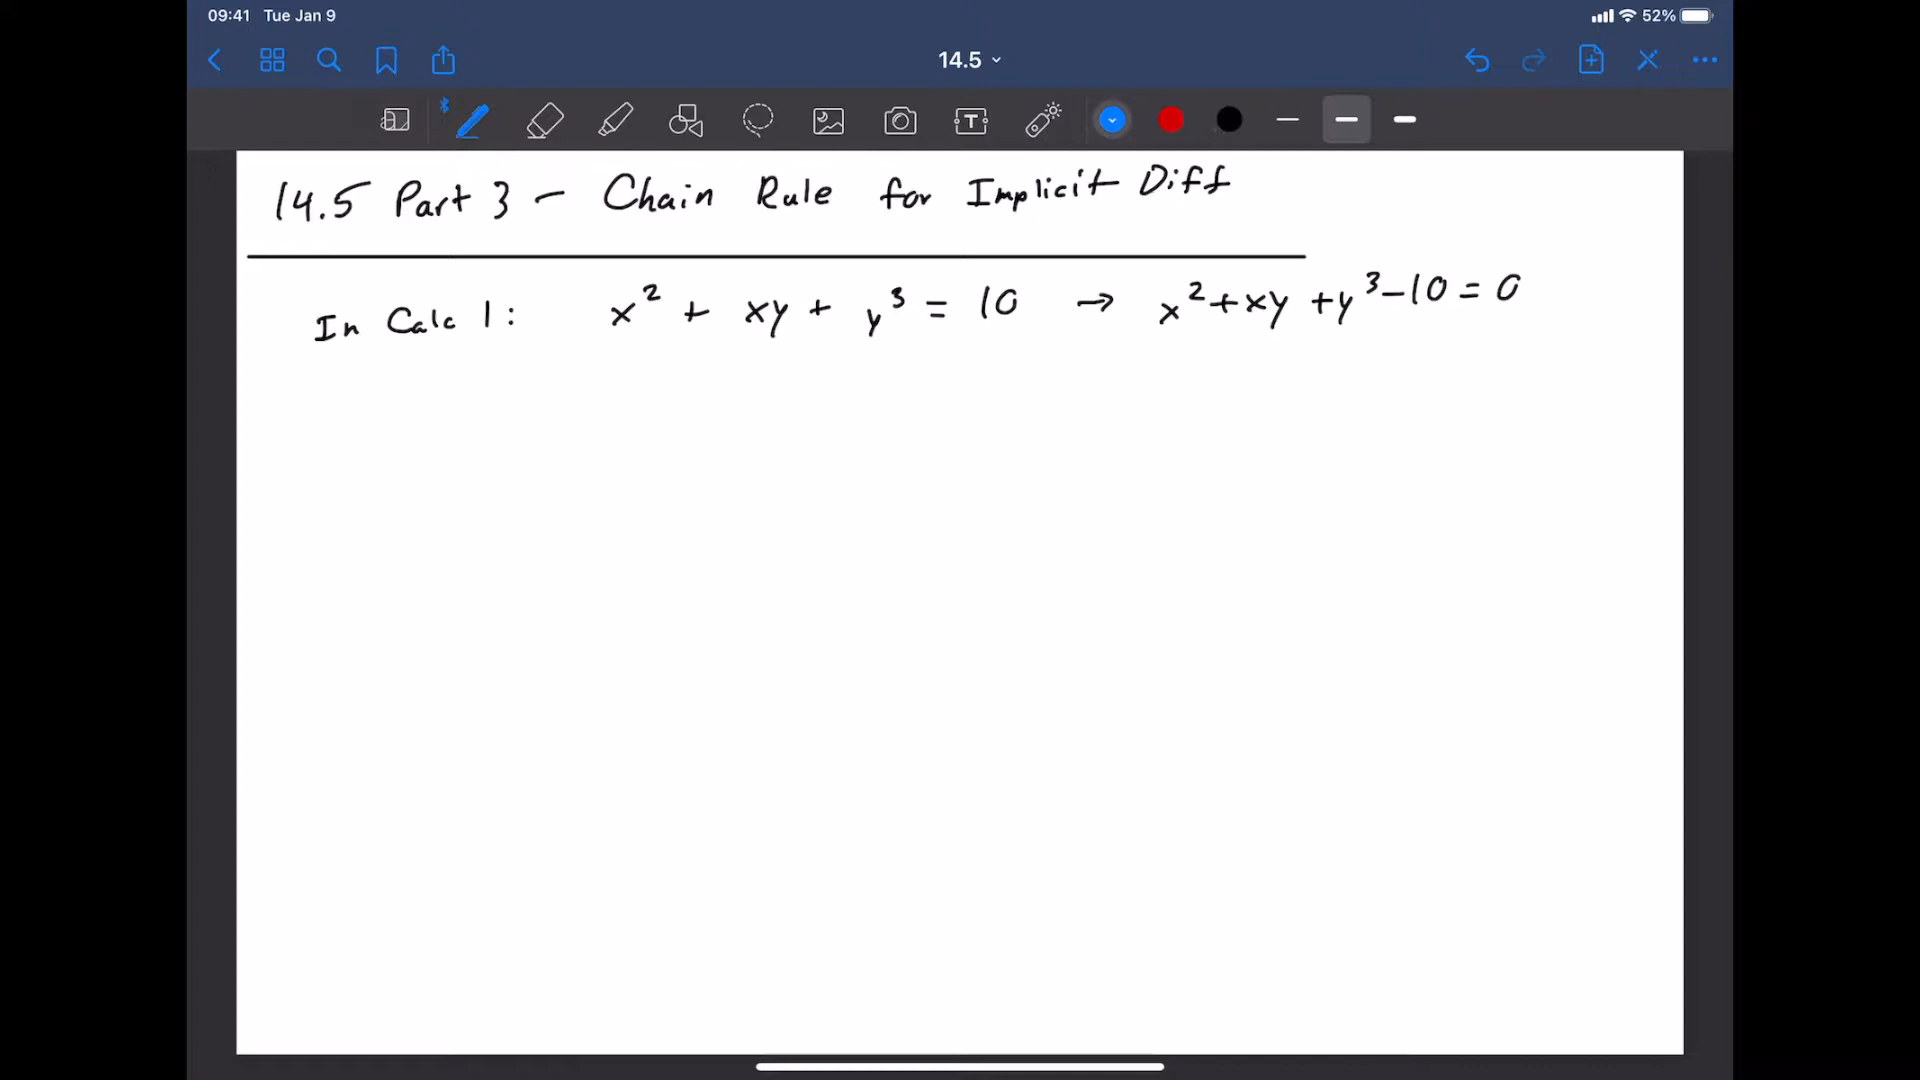 09:41 Tue Jan 9 52%
14.5
14.5 Part 3 - Chain Rule for Implicit Diff
In Calc 1: x² + xy + y³ = 10 → x²+xy+y³-10=0